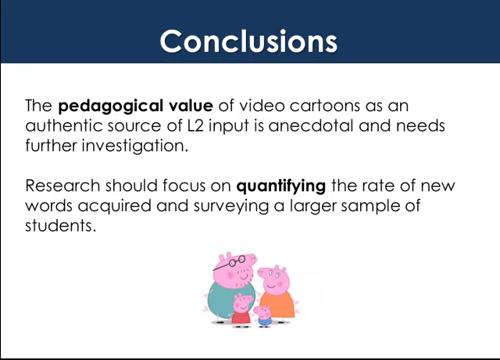 Conclusions
The pedagogical value of video cartoons as an
authentic source of L2 input is anecdotal and needs
further investigation.
Research should focus on quantifying the rate of new
words acquired and surveying a larger sample of
students.